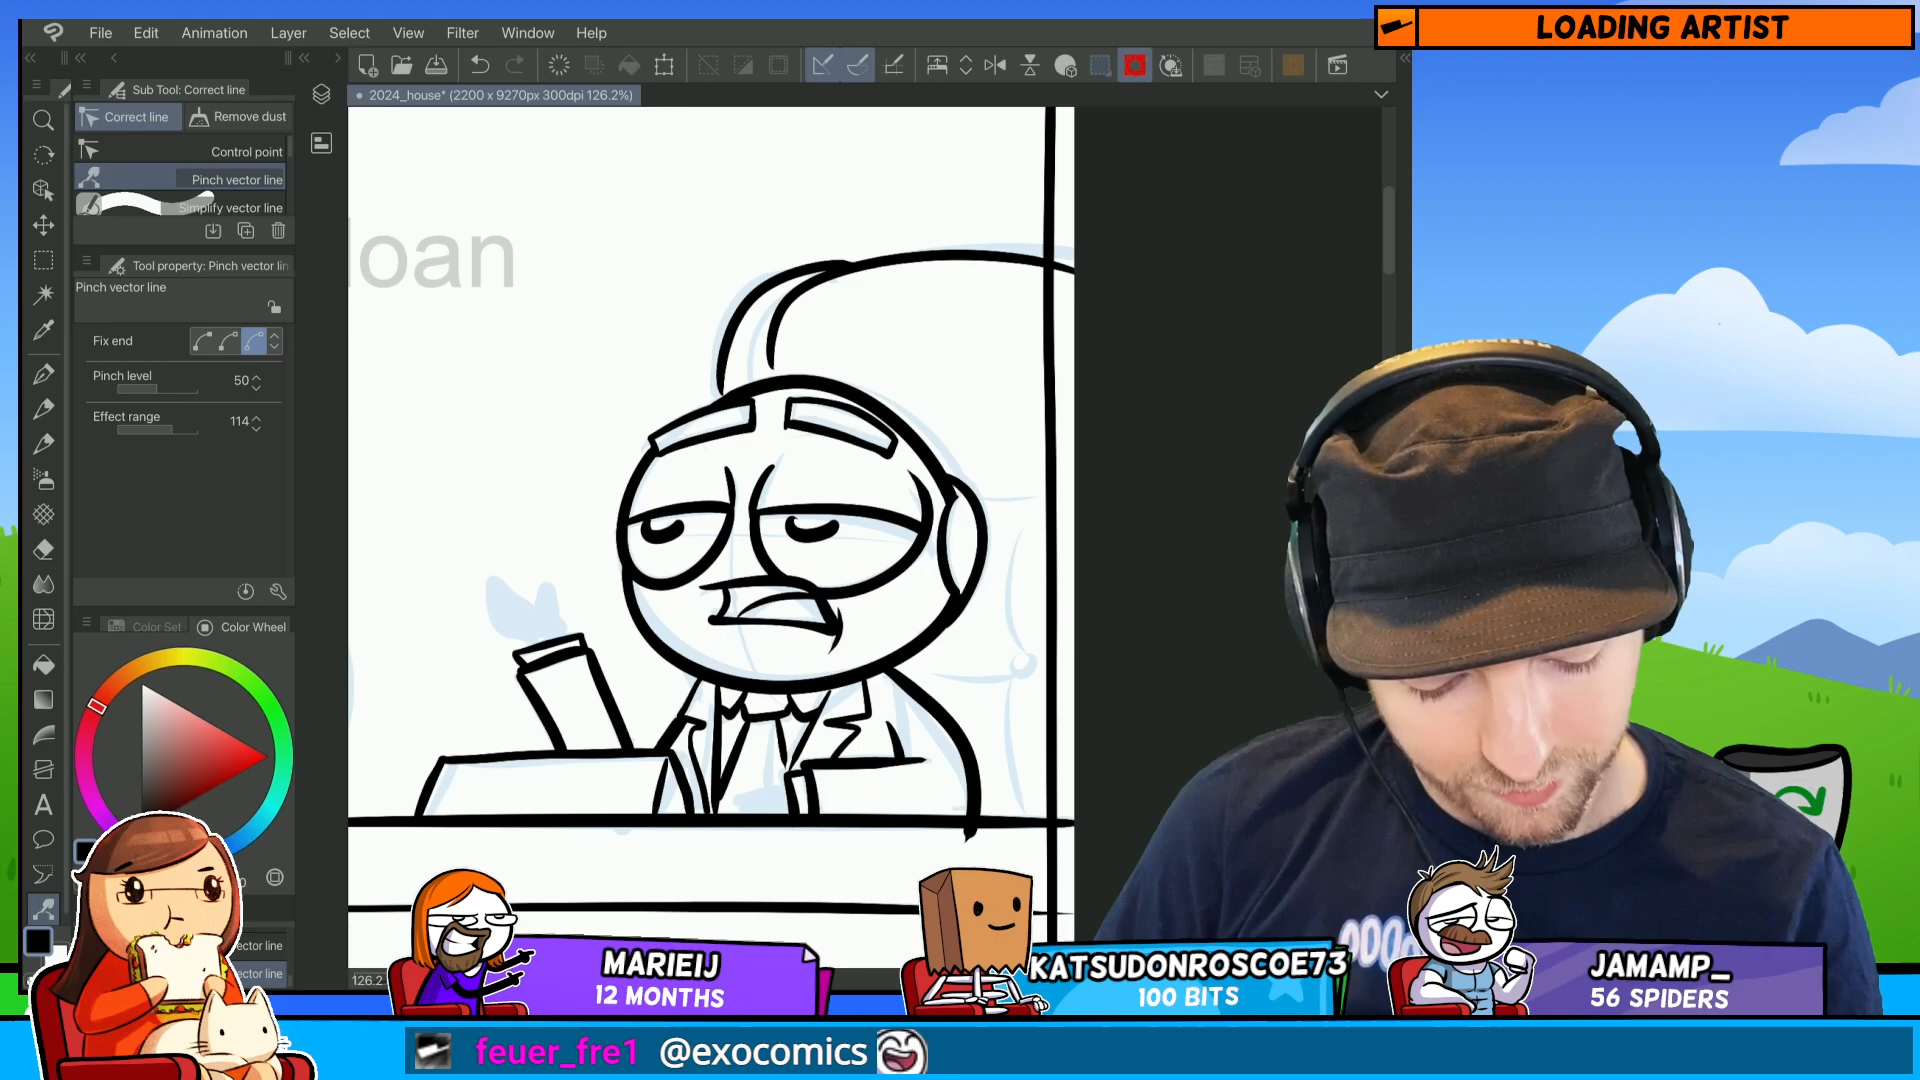 LOADING ARTIST
File Edit Animation Layer Select View Filter Window Help
Sub Tool: Correct line
2024_house* (2200 x 9270px 300dpi 126.2%)
Correct line Remove dust
Control point
Pinch vector line
Simplify vector line
Tool property: Pinch vector lin
Pinch vector line
Fix end
Pinch level 50
Effect range 114
Color Set Color Wheel
loan
A
ector line
ector line
126.2
MARIEIJ
12 MONTHS
KATSUDONROSCOE73
100 BITS
JAMAMP_
56 SPIDERS
feuer_fre1 @exocomics